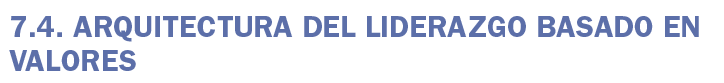 7.4. ARQUITECTURA DEL LIDERAZGO BASADO EN
VALORES